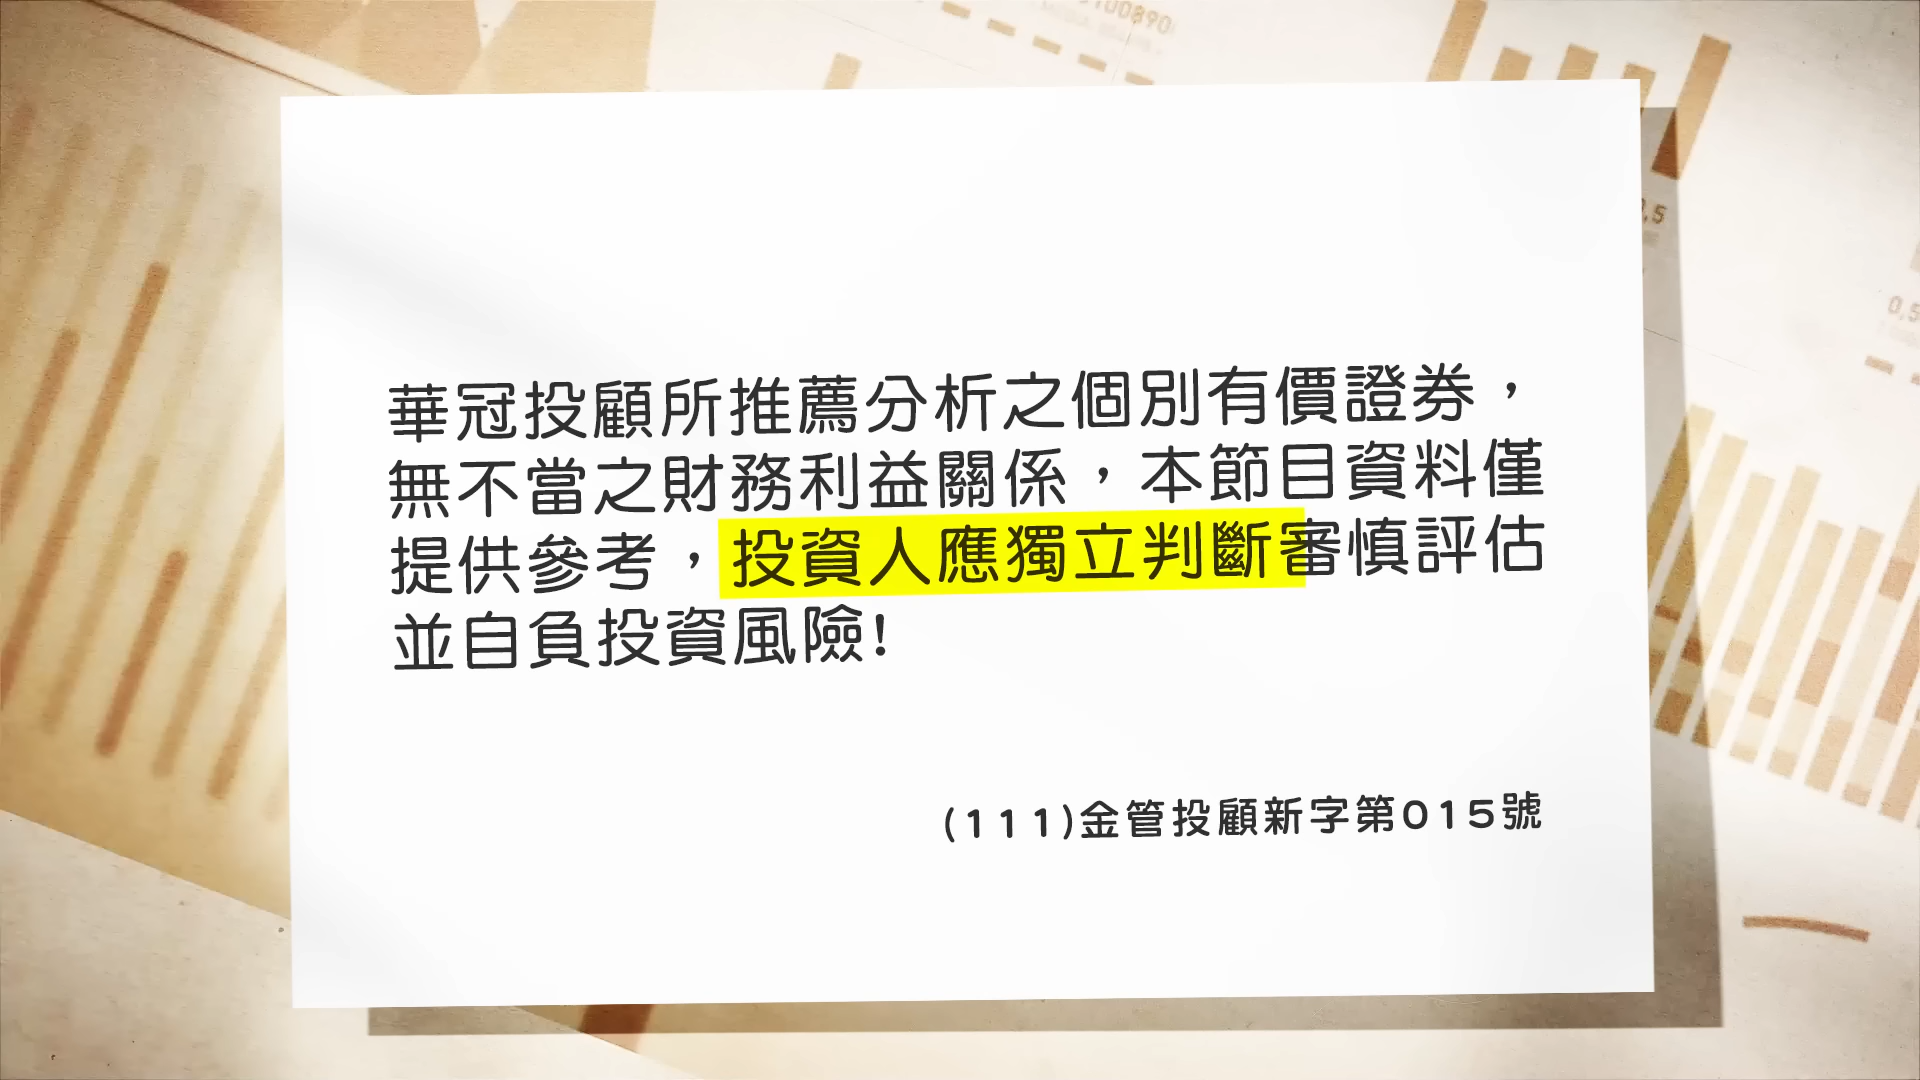 華冠投顧所推薦分析之個別有價證券，
無不當之財務利益關係，本節目資料僅
提供參考，投資人應獨立判斷審慎評估
並自負投資風險!
(111)金管投顧新字第015號